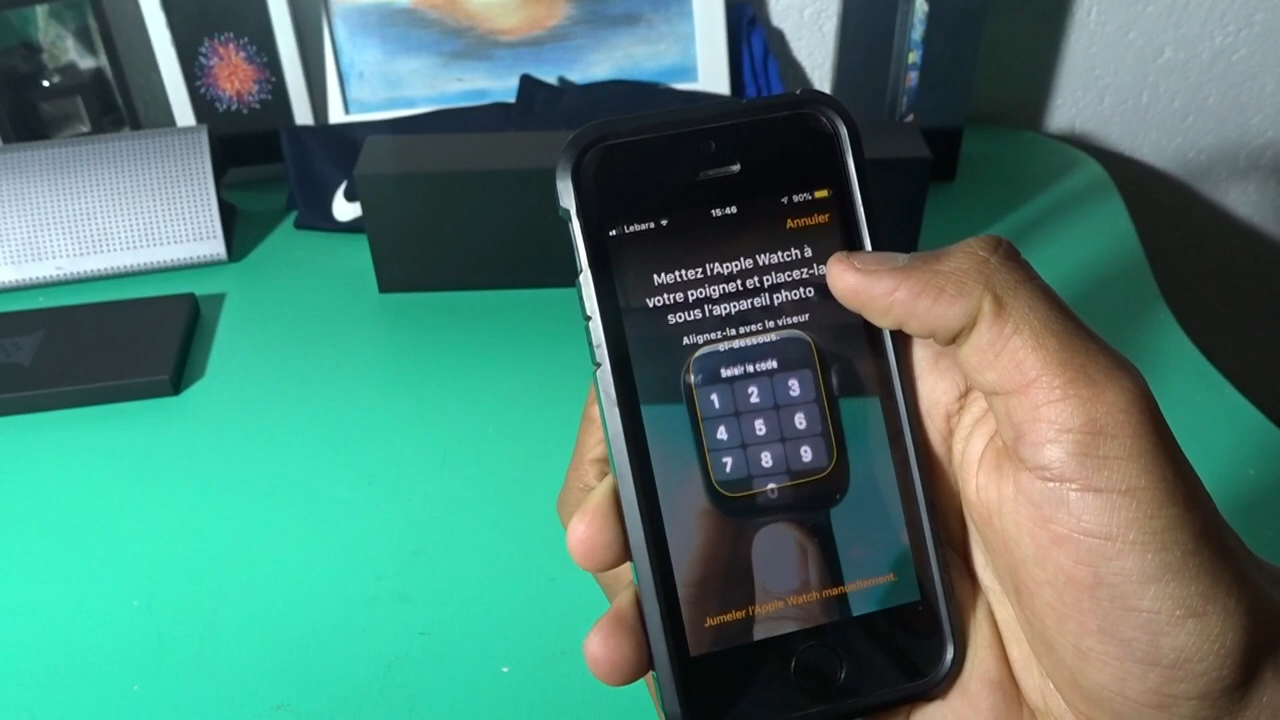 Lebara
15:46
90%
Annuler
Mettez l'Apple Watch à
votre poignet et placez-la
sous l'appareil photo
Alignez-la avec le viseur
ci-dessous.
Saisir le code
1 2 3
4 5 6
7 8 9
0
Jumeler l'Apple Watch manuellement.